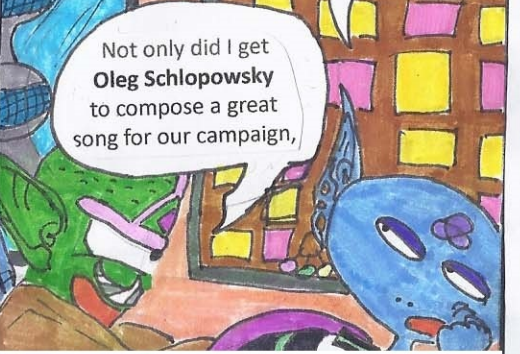 Not only did I get
Oleg Schlopowsky
to compose a great
song for our campaign,